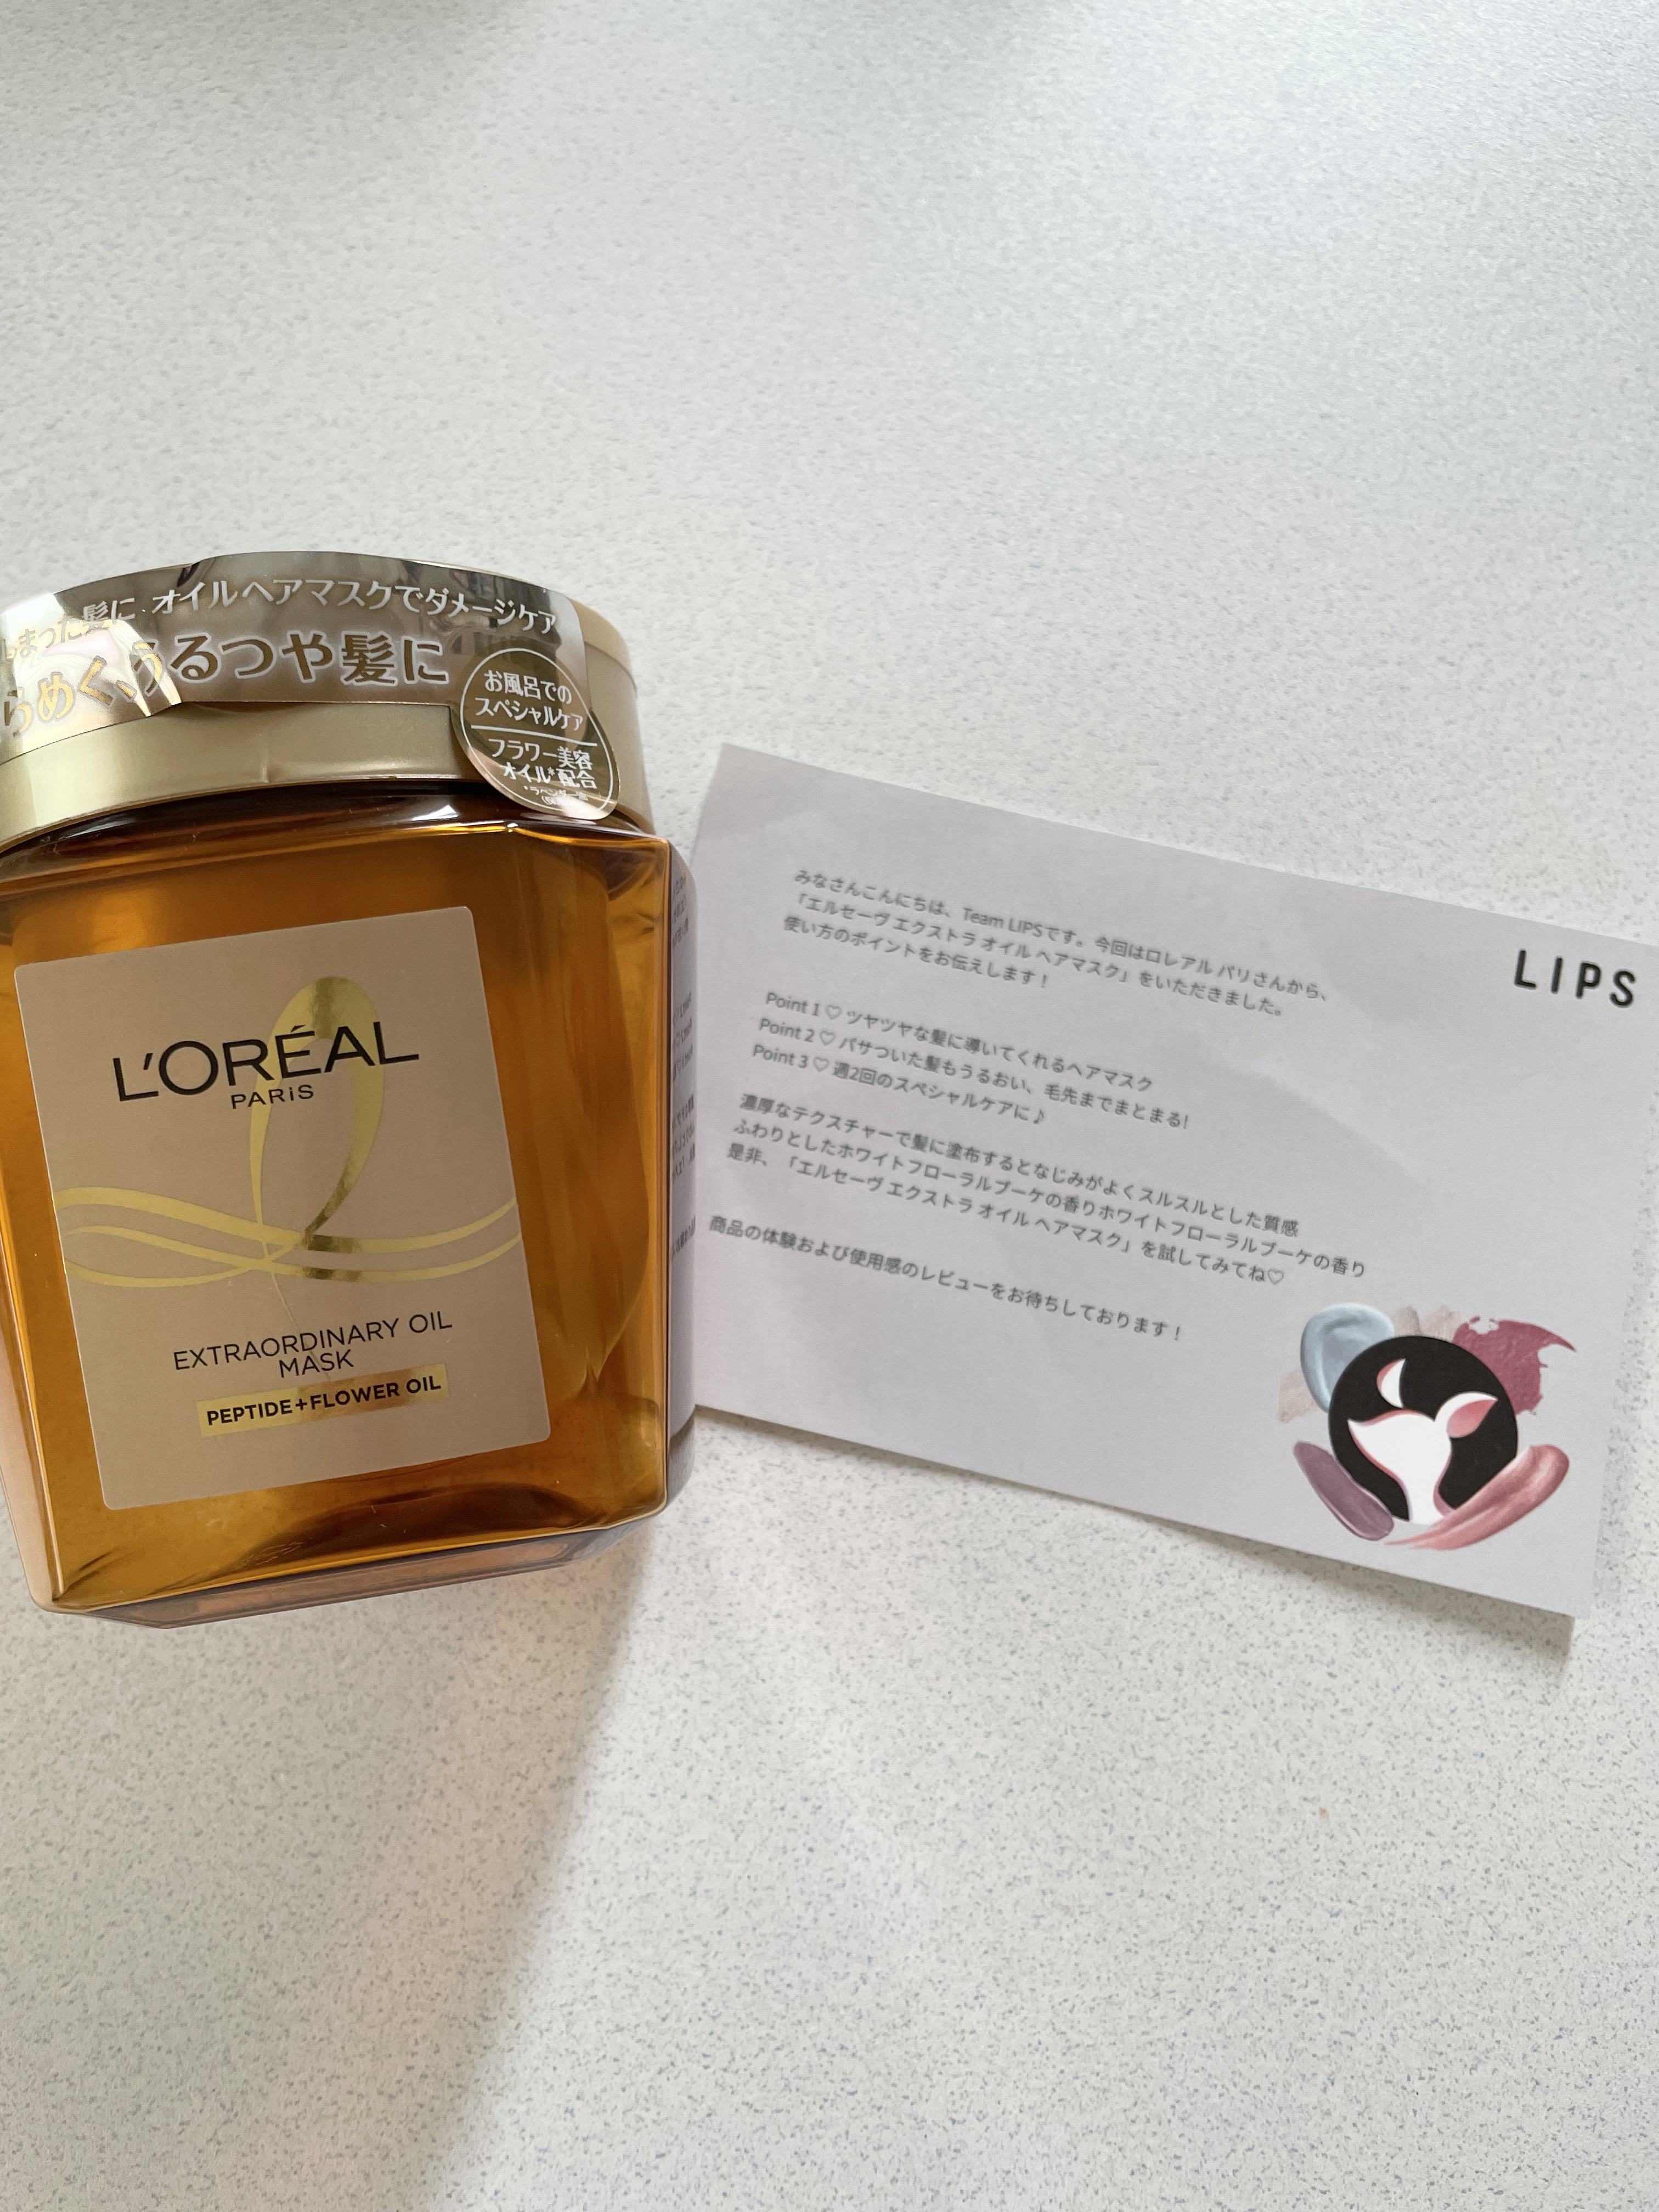 まった髪に オイルヘアマスクでダメージケア
らめく、うるつや髪に
お風呂での
スペシャルケア
フラワー美容
オイル*配合
L'ORÉAL
PARiS
EXTRAORDINARY OIL
MASK
PEPTIDE+FLOWER OIL
LIPS
みなさんこんにちは、Team LIPSです。今回はロレアル パリさんから、
「エルセーヴ エクストラ オイル ヘアマスク」をいただきました。
使い方のポイントをお伝えします！
Point 1♡ ツヤツヤな髪に導いてくれるヘアマスク
Point 2 ♡ パサついた髪もうるおい、毛先までまとまる!
Point 3 ♡ 週2回のスペシャルケアに♪
濃厚なテクスチャーで髪に塗布するとなじみがよくスルスルとした質感
ふわりとしたホワイトフローラルブーケの香りホワイトフローラルブーケの香り
是非、「エルセーヴ エクストラ オイル ヘアマスク」を試してみてね♡
商品の体験および使用感のレビューをお待ちしております！